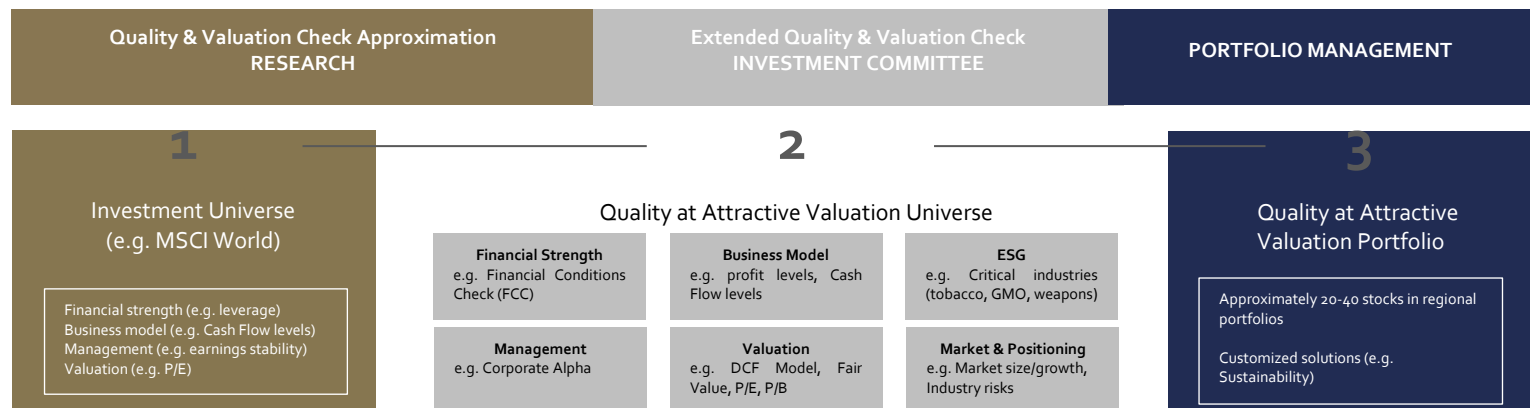 Quality & Valuation Check Approximation
RESEARCH
Extended Quality & Valuation Check
INVESTMENT COMMITTEE
PORTFOLIO MANAGEMENT
1
2
3
Investment Universe
(e.g. MSCI World)
Financial strength (e.g. leverage)
Business model (e.g. Cash Flow levels)
Management (e.g. earnings stability)
Valuation (e.g. P/E)
Quality at Attractive Valuation Universe
Financial Strength
e.g. Financial Conditions
Check (FCC)
Business Model
e.g. profit levels, Cash
Flow levels
ESG
e.g. Critical industries
(tobacco, GMO, weapons)
Management
e.g. Corporate Alpha
Valuation
e.g. DCF Model, Fair
Value, P/E, P/B
Market & Positioning
e.g. Market size/growth,
Industry risks
Quality at Attractive
Valuation Portfolio
Approximately 20-40 stocks in regional
portfolios
Customized solutions (e.g.
Sustainability)